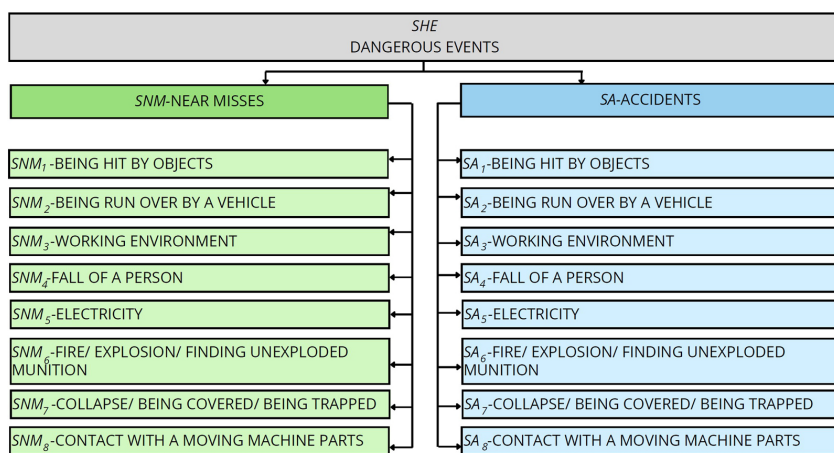 SHE
DANGEROUS EVENTS
SNM-NEAR MISSES
SA-ACCIDENTS
SNM1-BEING HIT BY OBJECTS
SNM2-BEING RUN OVER BY A VEHICLE
SNM3-WORKING ENVIRONMENT
SNM4-FALL OF A PERSON
SNM5-ELECTRICITY
SNM6-FIRE/ EXPLOSION/ FINDING UNEXPLODED
MUNITION
SNM7-COLLAPSE/ BEING COVERED/ BEING TRAPPED
SNM8-CONTACT WITH A MOVING MACHINE PARTS
SA1-BEING HIT BY OBJECTS
SA2-BEING RUN OVER BY A VEHICLE
SA3-WORKING ENVIRONMENT
SA4-FALL OF A PERSON
SA5-ELECTRICITY
SA6-FIRE/ EXPLOSION/ FINDING UNEXPLODED
MUNITION
SA7-COLLAPSE/ BEING COVERED/ BEING TRAPPED
SA8-CONTACT WITH A MOVING MACHINE PARTS